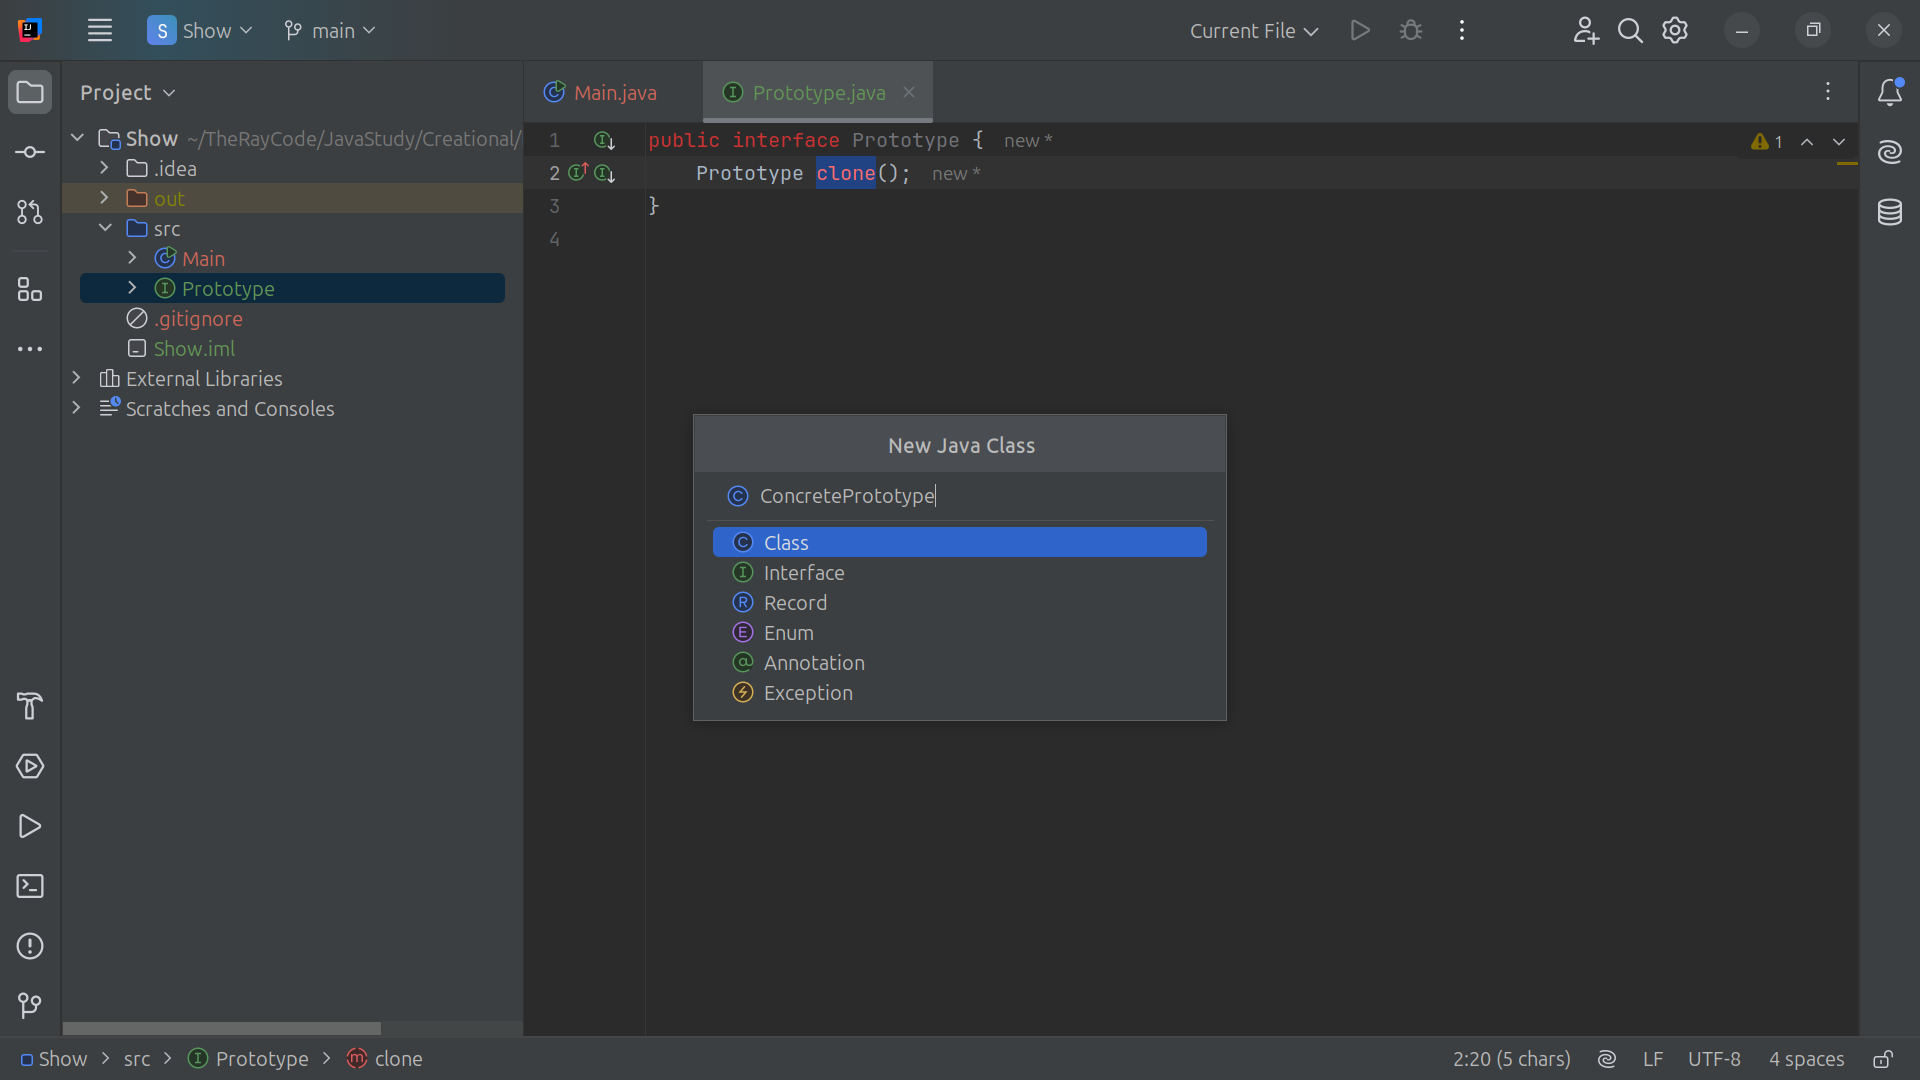 Show
main
Current File
Project
Show ~/TheRayCode/JavaStudy/Creational/
.idea
out
src
Main
Prototype
.gitignore
Show.iml
External Libraries
Scratches and Consoles
Main.java
Prototype.java
1 public interface Prototype { new *
2 Prototype clone(); new *
3 }
4
1
New Java Class
ConcretePrototype
Class
Interface
Record
Enum
Annotation
Exception
Show > src > Prototype > clone
2:20 (5 chars) LF UTF-8 4 spaces